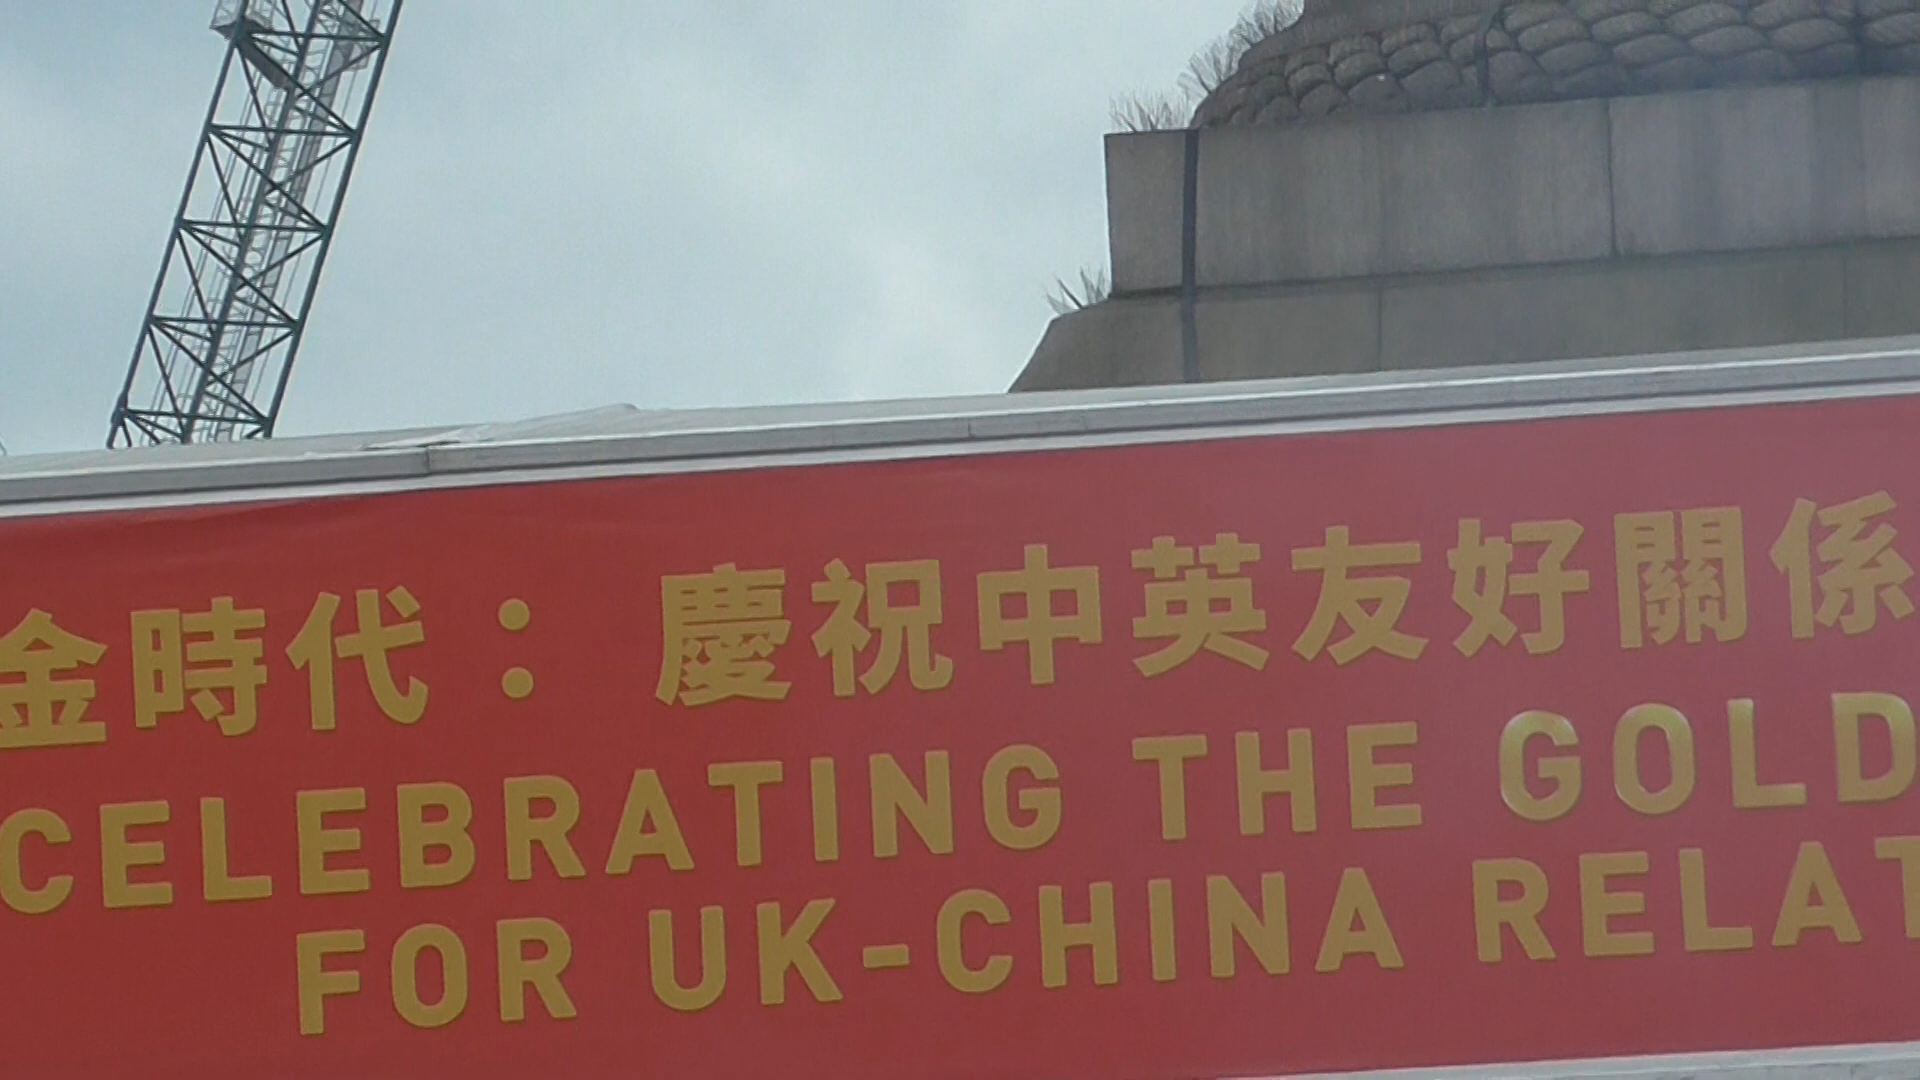 金時代： 慶祝中英友好關係
CELEBRATING THE GOLD
FOR UK-CHINA RELAT